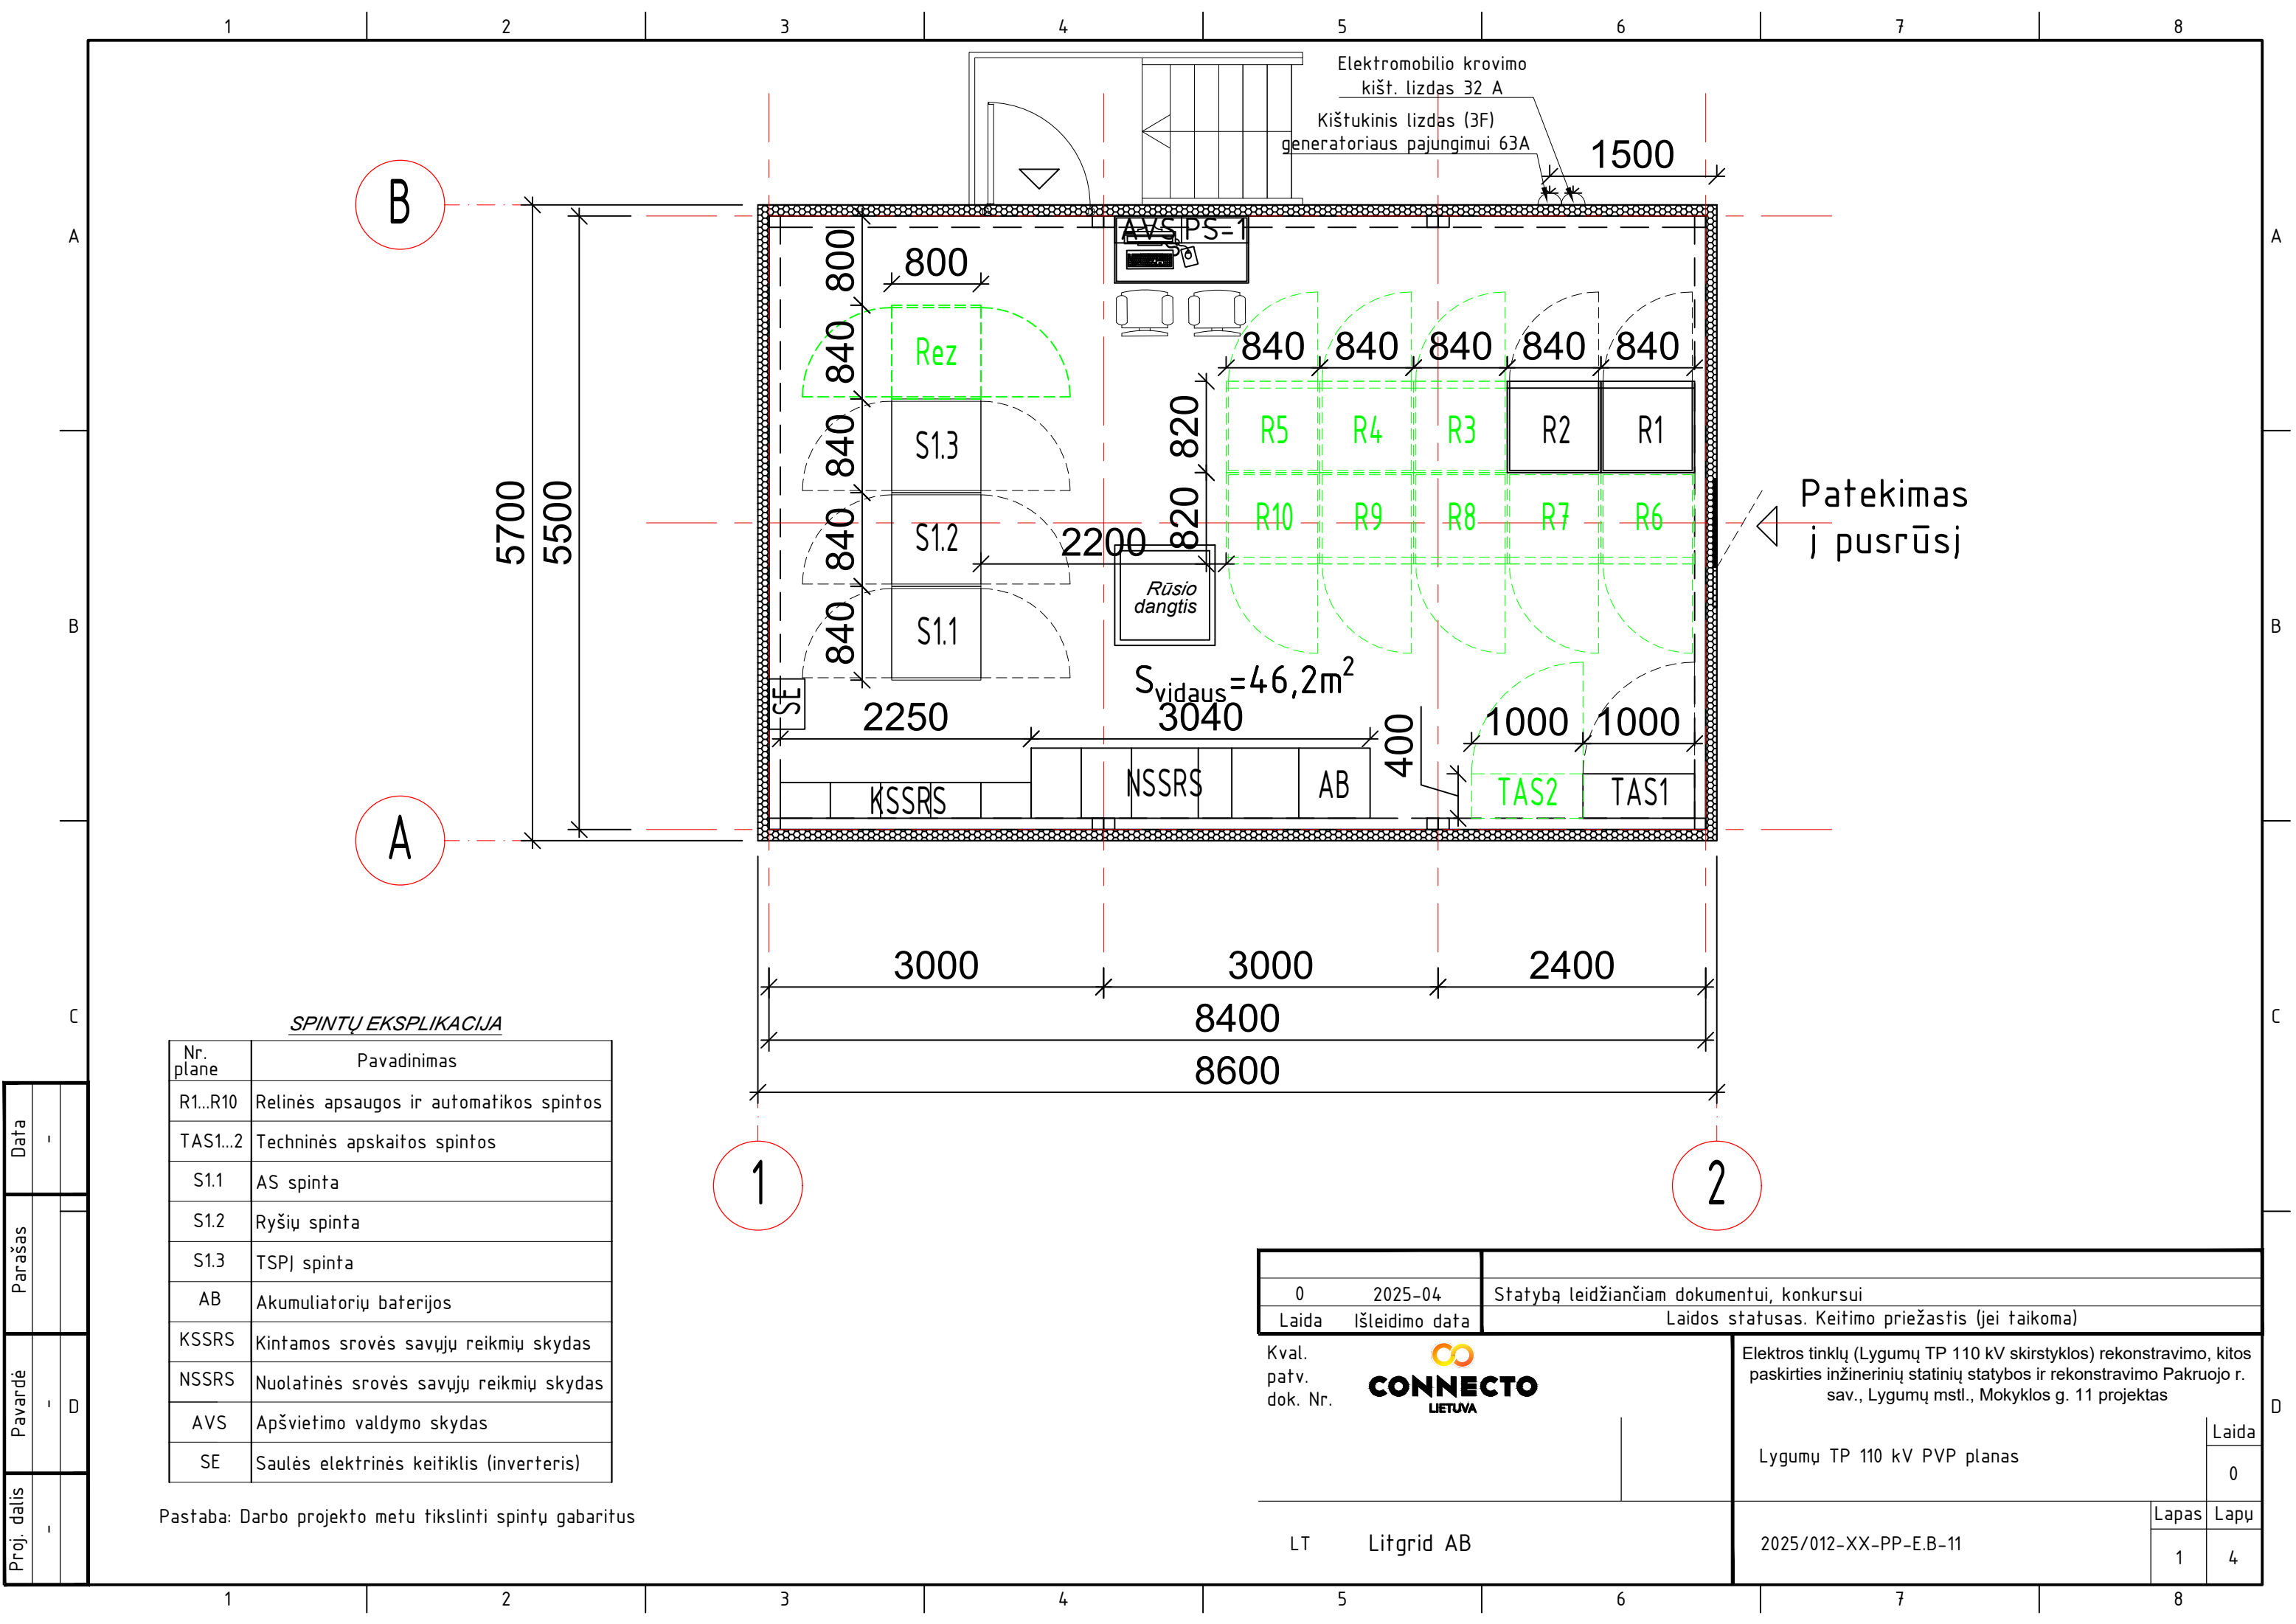 1 2 3 4 5 6 7 8
Elektromobilio krovimo
kišt. lizdas 32 A
Kištukinis lizdas (3F)
generatoriaus pajungimui 63A
1500
B
A
A
AVS PS-1
800
800
840
840
840
840
Rez
S1.3
S1.2
S1.1
840 840 840 840 840
820
820
R5 R4 R3 R2 R1
R10 R9 R8 R7 R6
5700
5500
2200
Rūsio
dangtis
Patekimas
į pusrūsį
B
B
S vidaus=46,2m²
SE
2250
3040
400
1000 1000
KSSRS
NSSRS
AB
TAS2
TAS1
A
3000 3000 2400
8400
8600
C
C
1
2
SPINTŲ EKSPLIKACIJA
Nr.
plane
Pavadinimas
R1...R10 Relinės apsaugos ir automatikos spintos
TAS1...2 Techninės apskaitos spintos
S1.1 AS spinta
S1.2 Ryšių spinta
S1.3 TSPĮ spinta
AB Akumuliatorių baterijos
KSSRS Kintamos srovės savųjų reikmių skydas
NSSRS Nuolatinės srovės savųjų reikmių skydas
AVS Apšvietimo valdymo skydas
SE Saulės elektrinės keitiklis (inverteris)
Pastaba: Darbo projekto metu tikslinti spintų gabaritus
Data -
Parašas
Pavardė -
Proj. dalis -
D
D
0 2025-04 Statybą leidžiančiam dokumentui, konkursui
Laida Išleidimo data Laidos statusas. Keitimo priežastis (jei taikoma)
Kval.
patv.
dok. Nr.
CONNECTO
LIETUVA
Elektros tinklų (Lygumų TP 110 kV skirstyklos) rekonstravimo, kitos
paskirties inžinerinių statinių statybos ir rekonstravimo Pakruojo r.
sav., Lygumų mstl., Mokyklos g. 11 projektas
Lygumų TP 110 kV PVP planas
Laida
0
LT Litgrid AB
2025/012-XX-PP-E.B-11
Lapas Lapų
1 4
1 2 3 4 5 6 7 8